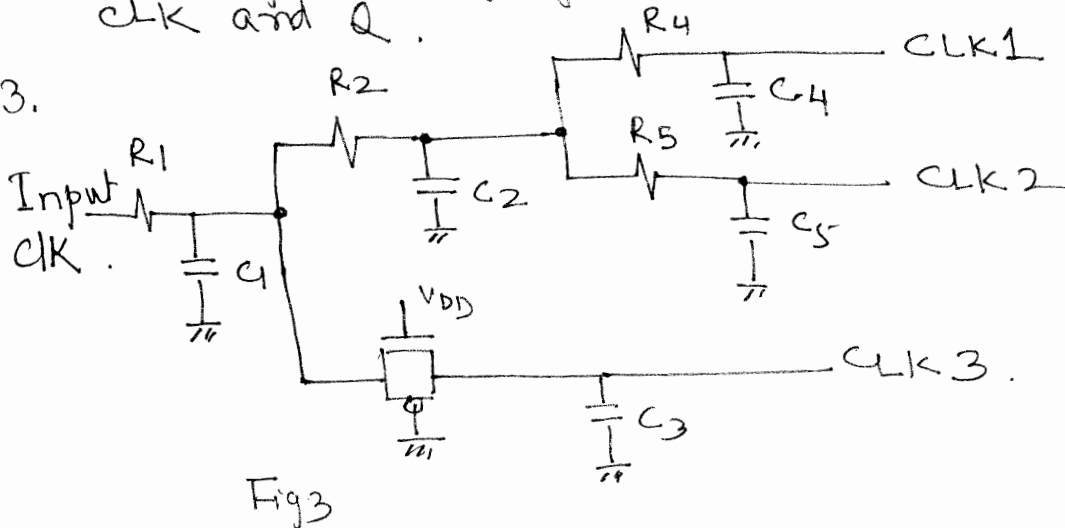 CLK and Q.
3.
R4
CLK1
C4
R2
R5
CLK2
C2
C5
R1
Input
ClK.
C1
VDD
CLK3.
C3
Fig3